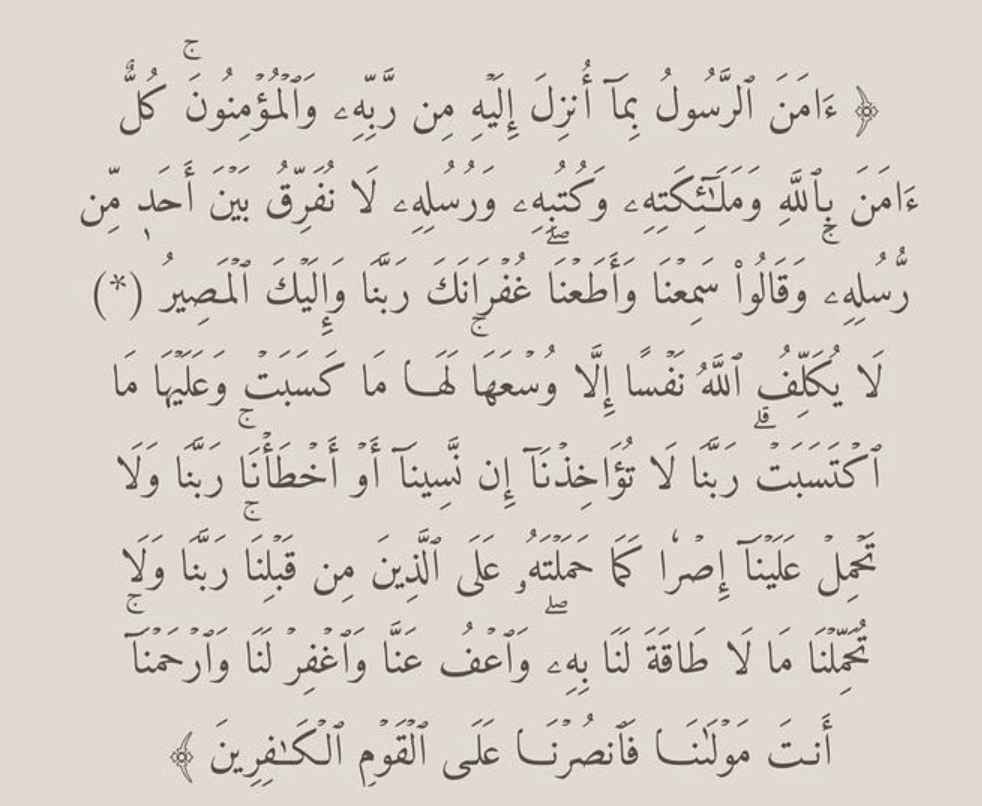 ﴿ ءَامَنَ ٱلرَّسُولُ بِمَآ أُنزِلَ إِلَيۡهِ مِن رَّبِّهِۦ وَٱلۡمُؤۡمِنُونَۚ كُلٌّ
ءَامَنَ بِٱللَّهِ وَمَلَـٰٓئِكَتِهِۦ وَكُتُبِهِۦ وَرُسُلِهِۦ لَا نُفَرِّقُ بَيۡنَ أَحَدٖ مِّن
رُّسُلِهِۦۚ وَقَالُوا۟ سَمِعۡنَا وَأَطَعۡنَاۖ غُفۡرَانَكَ رَبَّنَا وَإِلَيۡكَ ٱلۡمَصِيرُ (*)
لَا يُكَلِّفُ ٱللَّهُ نَفۡسًا إِلَّا وُسۡعَهَاۚ لَهَا مَا كَسَبَتۡ وَعَلَيۡهَا مَا
ٱكۡتَسَبَتۡۗ رَبَّنَا لَا تُؤَاخِذۡنَآ إِن نَّسِينَآ أَوۡ أَخۡطَأۡنَاۚ رَبَّنَا وَلَا
تَحۡمِلۡ عَلَيۡنَآ إِصۡرٗا كَمَا حَمَلۡتَهُۥ عَلَى ٱلَّذِينَ مِن قَبۡلِنَاۚ رَبَّنَا وَلَا
تُحَمِّلۡنَا مَا لَا طَاقَةَ لَنَا بِهِۦۖ وَٱعۡفُ عَنَّا وَٱغۡفِرۡ لَنَا وَٱرۡحَمۡنَآۚ
أَنتَ مَوۡلَىٰنَا فَٱنصُرۡنَا عَلَى ٱلۡقَوۡمِ ٱلۡكَـٰفِرِينَ ﴾